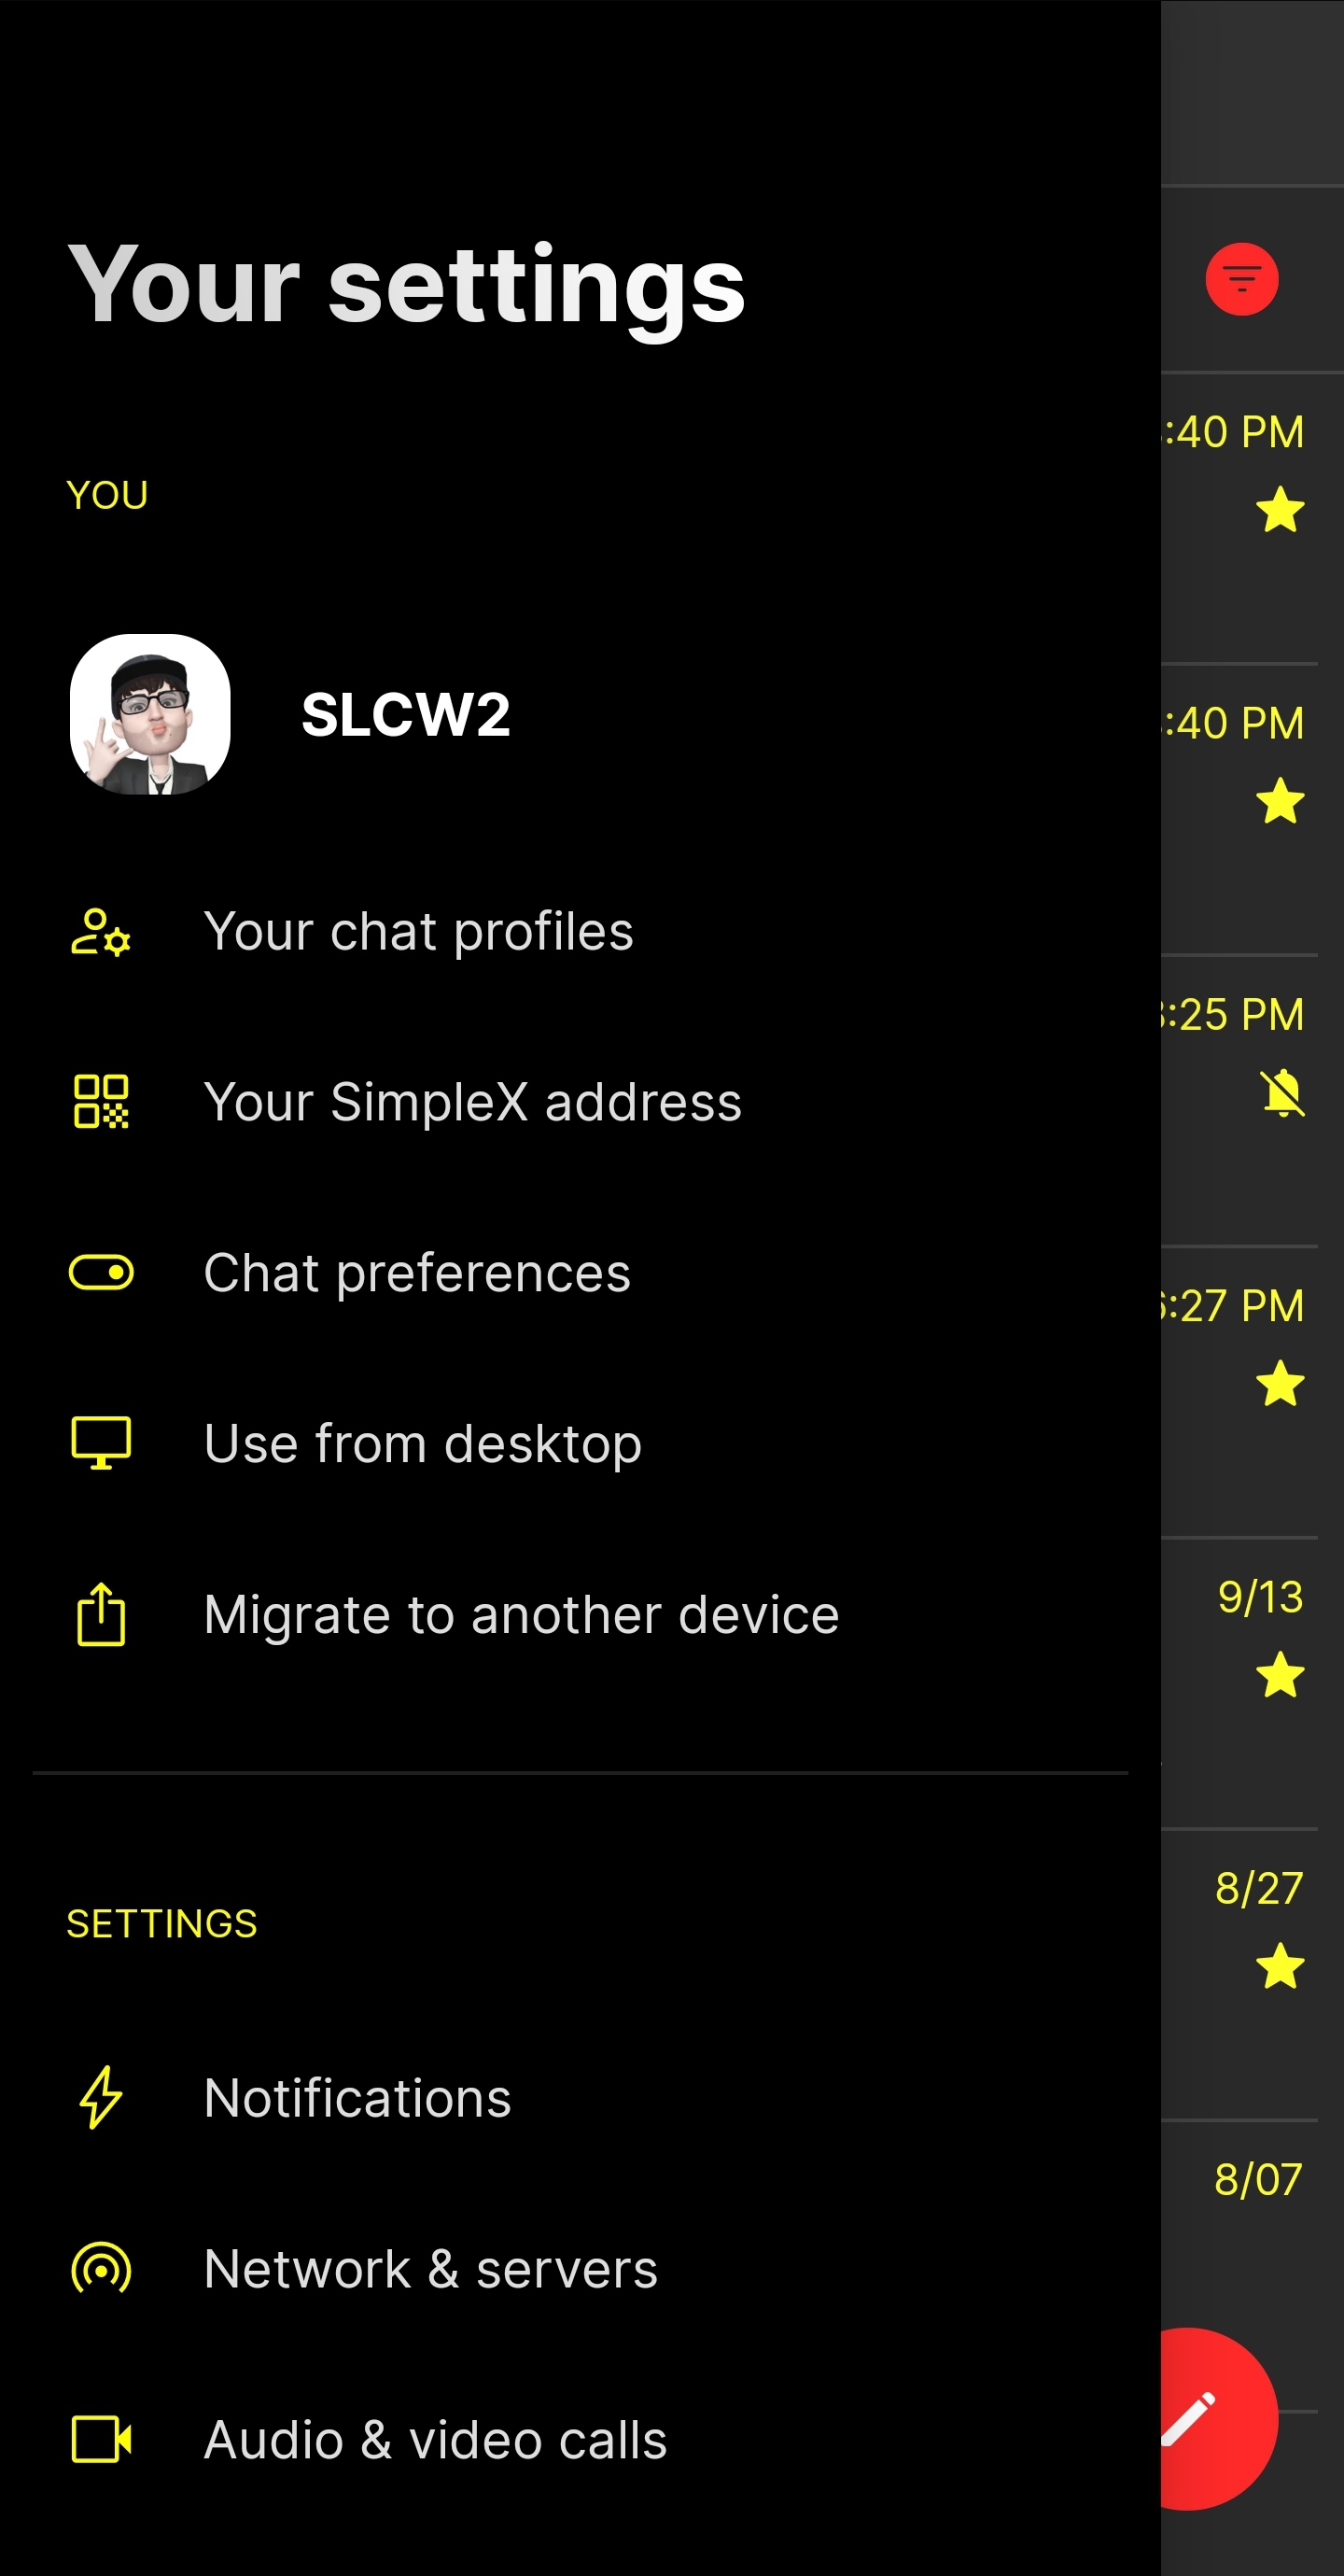 Your settings
YOU
SLCW2
Your chat profiles
Your SimpleX address
Chat preferences
Use from desktop
Migrate to another device
SETTINGS
Notifications
Network & servers
Audio & video calls
:40 PM
:40 PM
:25 PM
:27 PM
9/13
8/27
8/07